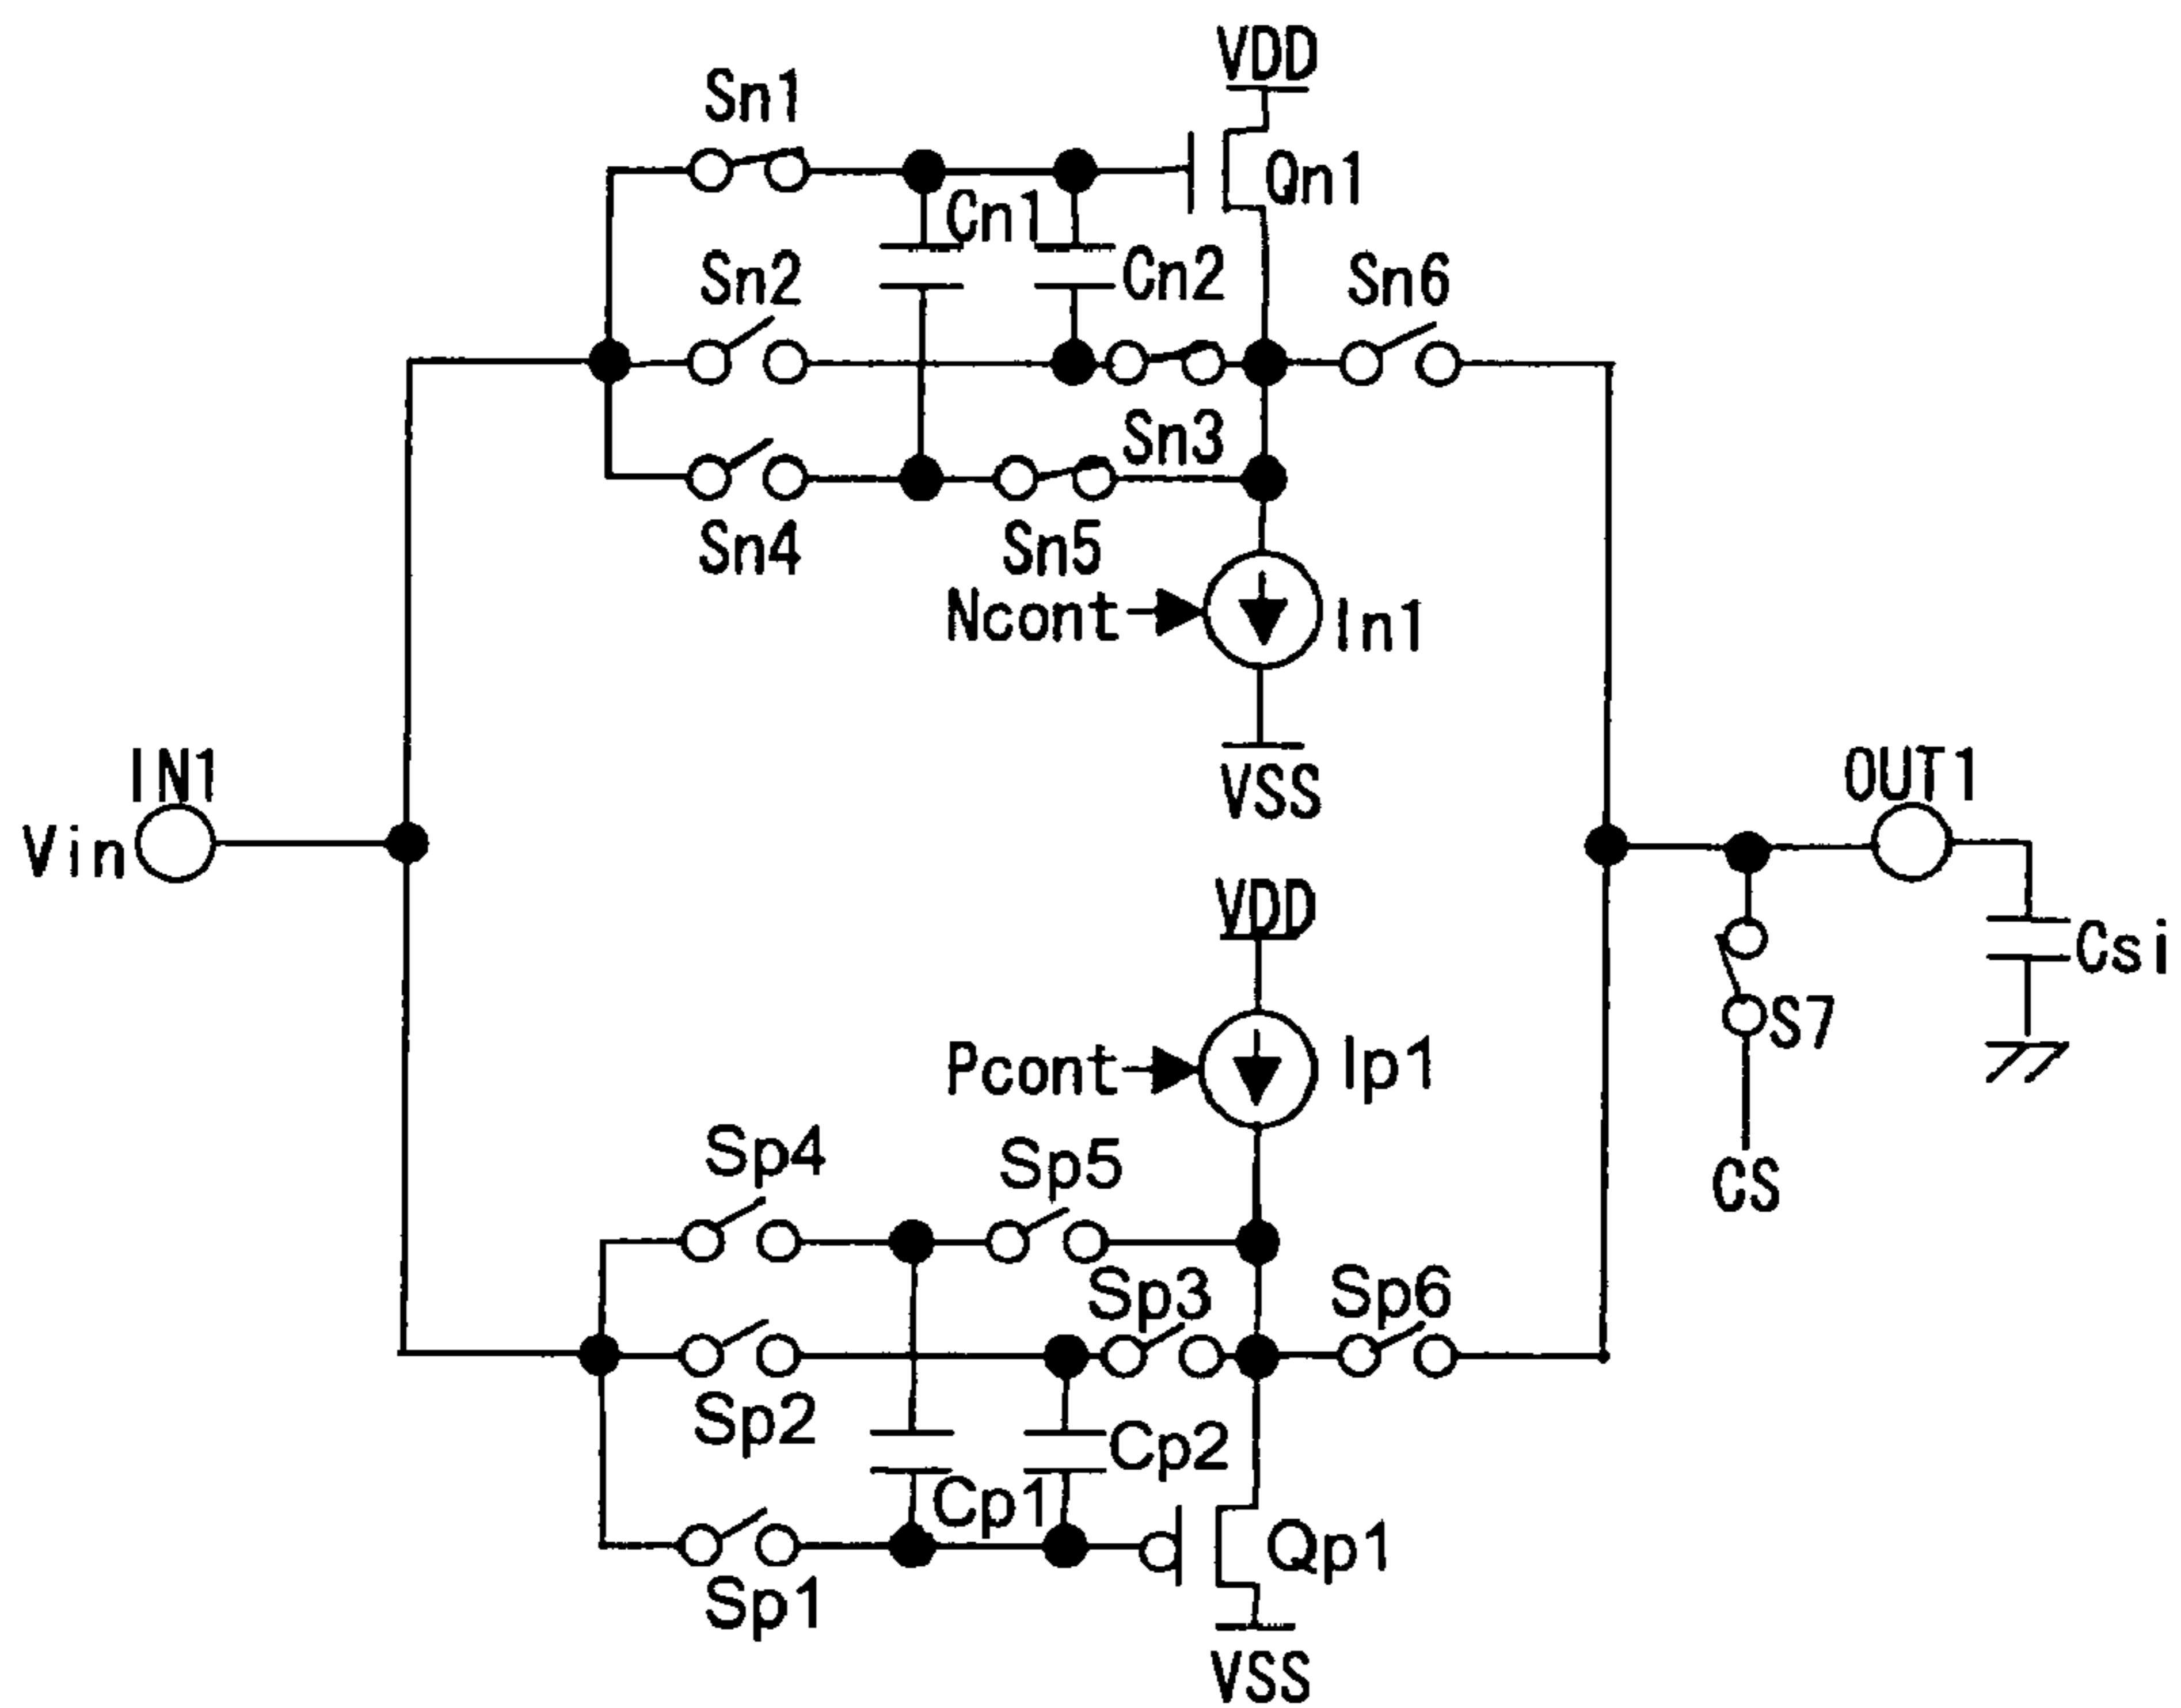 VDD
Sn1
Qn1
Cn1
Sn2
Cn2
Sn6
Sn3
Sn4
Sn5
Ncont
In1
VSS
IN1
OUT1
Vin
VDD
Csi
S7
Pcont
Ip1
CS
Sp4
Sp5
Sp3
Sp6
Sp2
Cp2
Cp1
Qp1
Sp1
VSS